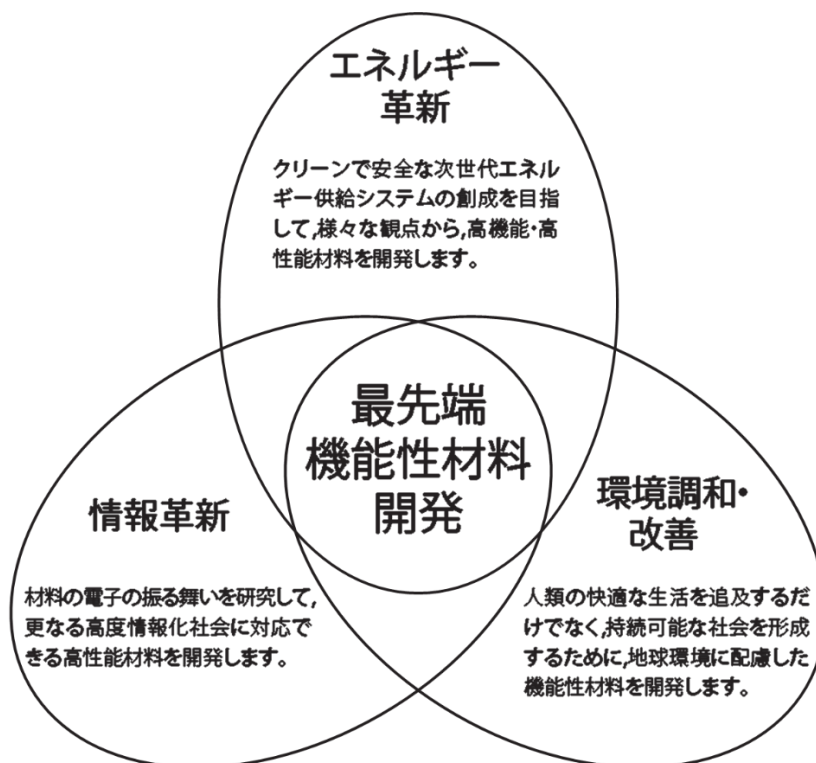 エネルギー
革新
クリーンで安全な次世代エネル
ギー供給システムの創成を目指
して,様々な観点から,高機能・高
性能材料を開発します。
最先端
機能性材料
開発
情報革新
材料の電子の振る舞いを研究して,
更なる高度情報化社会に対応で
きる高性能材料を開発します。
環境調和・
改善
人類の快適な生活を追及するだ
けでなく,持続可能な社会を形成
するために,地球環境に配慮した
機能性材料を開発します。